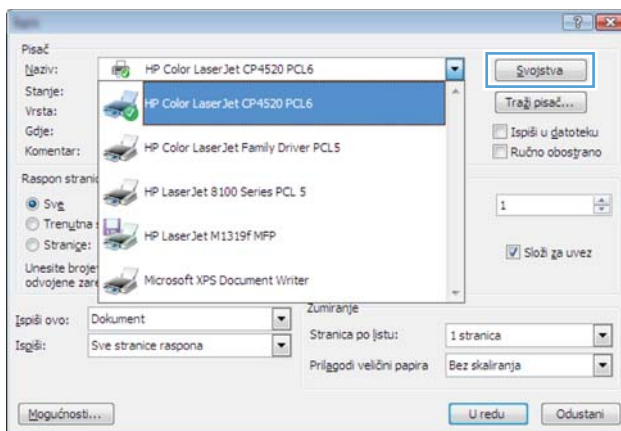 Pisač
Naziv: HP Color LaserJet CP4520 PCL6 Svojstva
Stanje: HP Color LaserJet CP4520 PCL6 Traži pisač...
Vrsta:
Gdje: HP Color LaserJet Family Driver PCL5 Ispiši u datoteku
Komentar: Ručno obostrano
Raspon stranic
HP LaserJet 8100 Series PCL 5
Sve 1
Trenutna s HP LaserJet M1319f MFP
Stranice: Složi za uvez
Unesite brojev
odvojene zare Microsoft XPS Document Writer
Ispiši ovo: Dokument Zumiranje
Stranica po listu: 1 stranica
Ispiši: Sve stranice raspona
Prilagodi veličini papira Bez skaliranja
Mogućnosti... U redu Odustani